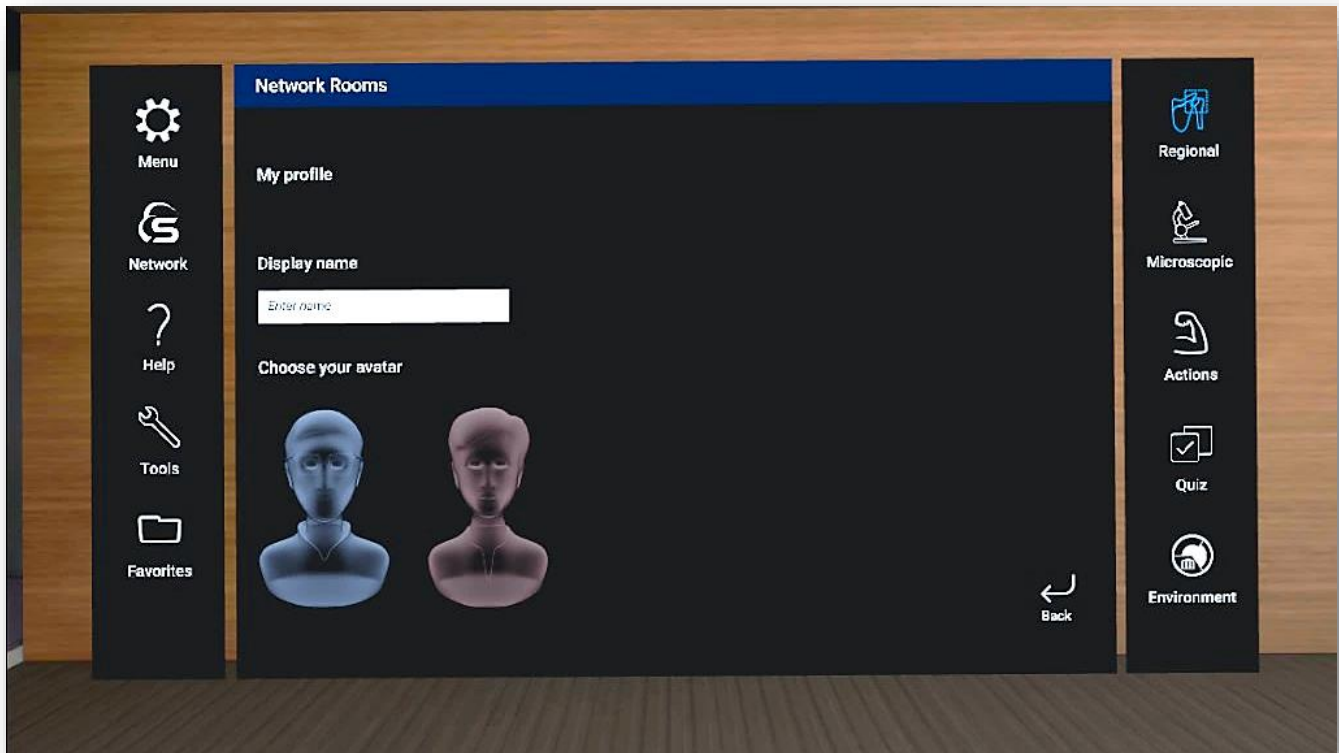 Menu
Network
Help
Tools
Favorites
Network Rooms
My profile
Display name
Enter name
Choose your avatar
Back
Regional
Microscopic
Actions
Quiz
Environment